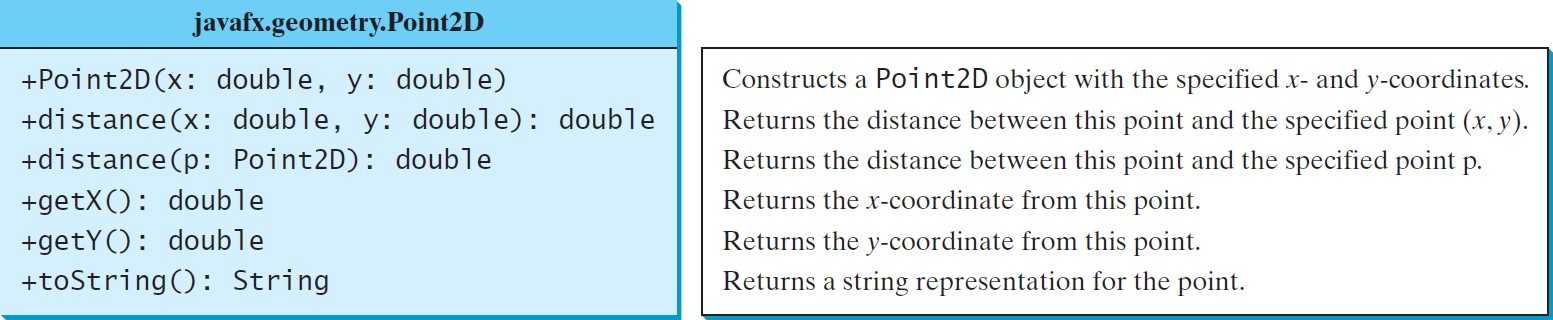 javafx.geometry.Point2D
+Point2D(x: double, y: double)
+distance(x: double, y: double): double
+distance(p: Point2D): double
+getX(): double
+getY(): double
+toString(): String
Constructs a Point2D object with the specified x- and y-coordinates.
Returns the distance between this point and the specified point (x, y).
Returns the distance between this point and the specified point p.
Returns the x-coordinate from this point.
Returns the y-coordinate from this point.
Returns a string representation for the point.